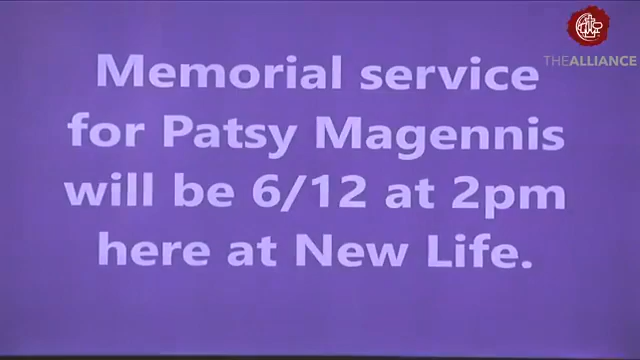 THEALLIANCE
Memorial service
for Patsy Magennis
will be 6/12 at 2pm
here at New Life.